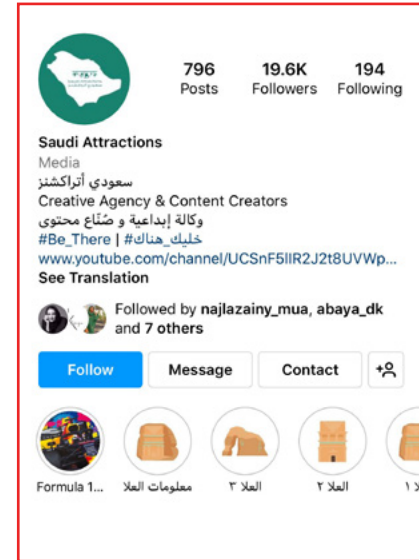 796 19.6K 194
Posts Followers Following
Saudi Attractions
Media
سعودي أتراكشنز
Creative Agency & Content Creators
وكالة إبداعية و صُنّاع محتوى
#Be_There | #خليك_هناك
www.youtube.com/channel/UCSnF5IIR2J2t8UVWp...
See Translation
Followed by najlazainy_mua, abaya_dk
and 7 others
Follow Message Contact
Formula 1... معلومات العلا العلا ٣ العلا ٢